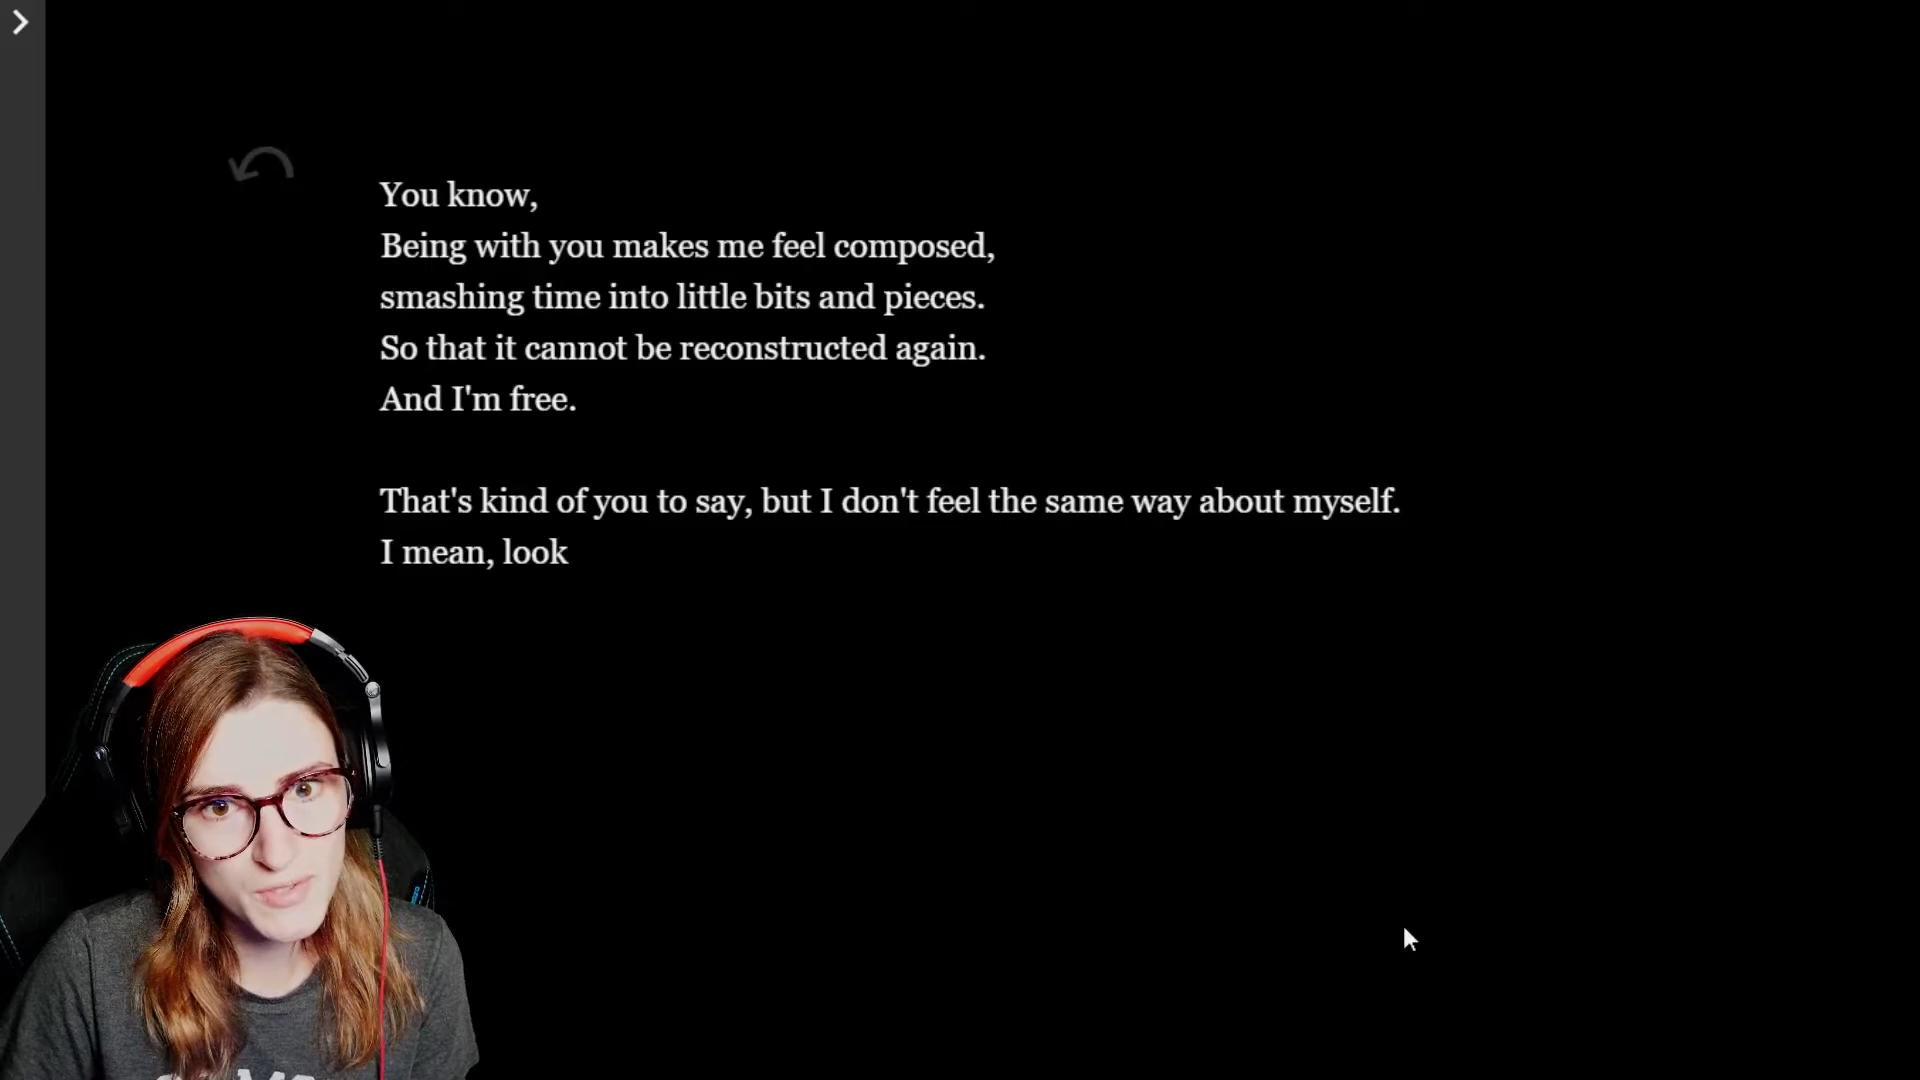 You know,
Being with you makes me feel composed,
smashing time into little bits and pieces.
So that it cannot be reconstructed again.
And I'm free.
That's kind of you to say, but I don't feel the same way about myself.
I mean, look